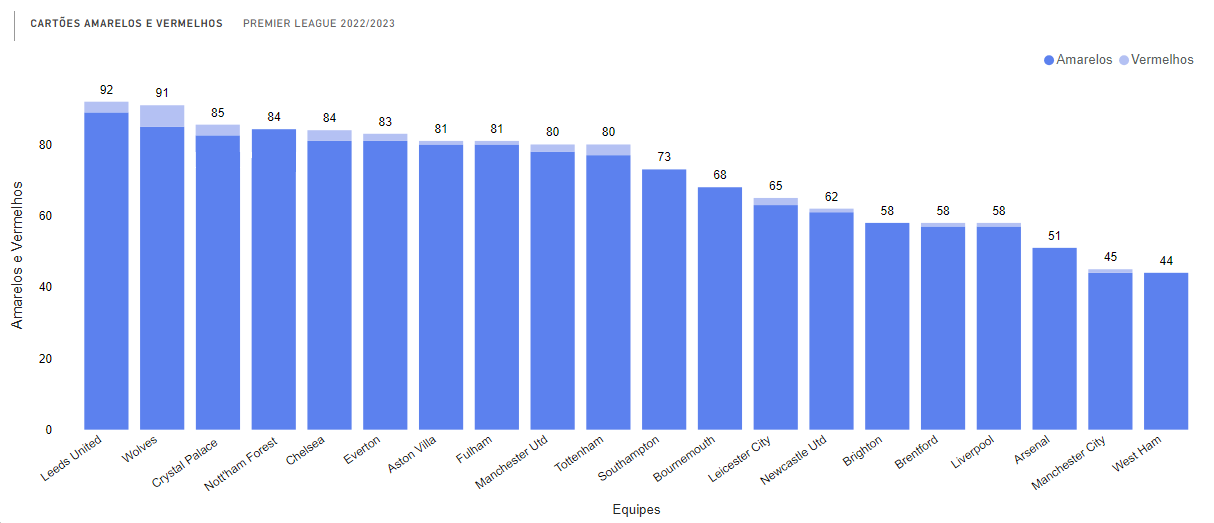 CARTÕES AMARELOS E VERMELHOS PREMIER LEAGUE 2022/2023
Amarelos Vermelhos
92 91 85 84 84 83 81 81 80 80 73 68 65 62 58 58 58 51 45 44
Amarelos e Vermelhos
80
60
40
20
0
Leeds United
Wolves
Crystal Palace
Nott'ham Forest
Chelsea
Everton
Aston Villa
Fulham
Manchester Utd
Tottenham
Southampton
Bournemouth
Leicester City
Newcastle Utd
Brighton
Brentford
Liverpool
Arsenal
Manchester City
West Ham
Equipes